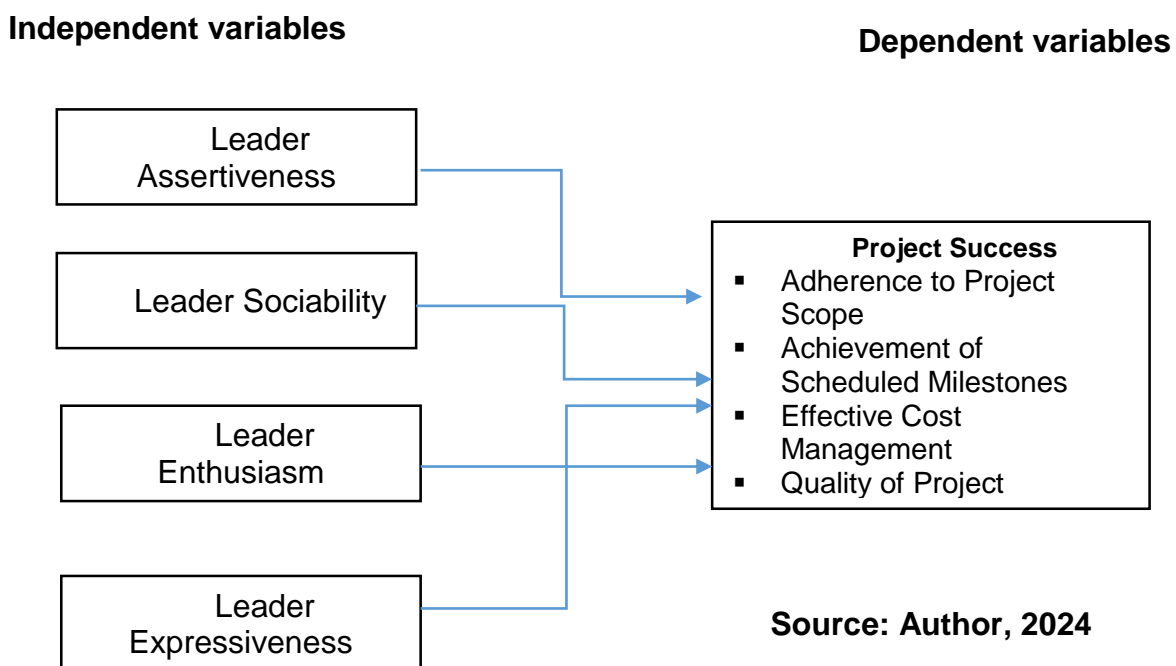 Independent variables
Dependent variables
Leader
Assertiveness
Leader Sociability
Leader
Enthusiasm
Leader
Expressiveness
Project Success
▪ Adherence to Project
Scope
▪ Achievement of
Scheduled Milestones
▪ Effective Cost
Management
▪ Quality of Project
Source: Author, 2024